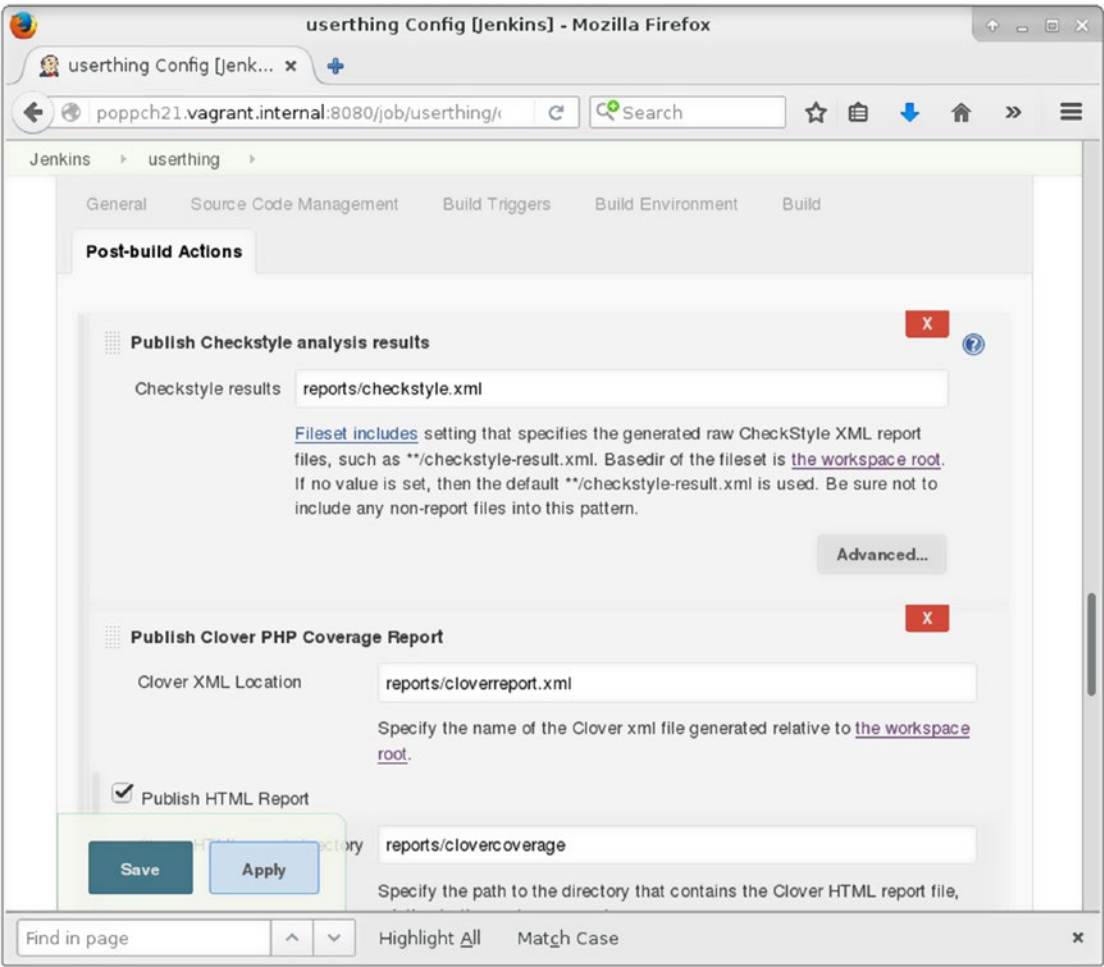 userthing Config [Jenkins] - Mozilla Firefox
userthing Config [Jenk...
poppch21.vagrant.internal:8080/job/userthing/
Search
Jenkins userthing
General Source Code Management Build Triggers Build Environment Build
Post-build Actions
X
Publish Checkstyle analysis results
Checkstyle results reports/checkstyle.xml
Fileset includes setting that specifies the generated raw CheckStyle XML report
files, such as **/checkstyle-result.xml. Basedir of the fileset is the workspace root.
If no value is set, then the default **/checkstyle-result.xml is used. Be sure not to
include any non-report files into this pattern.
Advanced...
X
Publish Clover PHP Coverage Report
Clover XML Location reports/cloverreport.xml
Specify the name of the Clover xml file generated relative to the workspace
root.
Publish HTML Report
reports/clovercoverage
Save Apply
Specify the path to the directory that contains the Clover HTML report file,
Find in page Highlight All Match Case